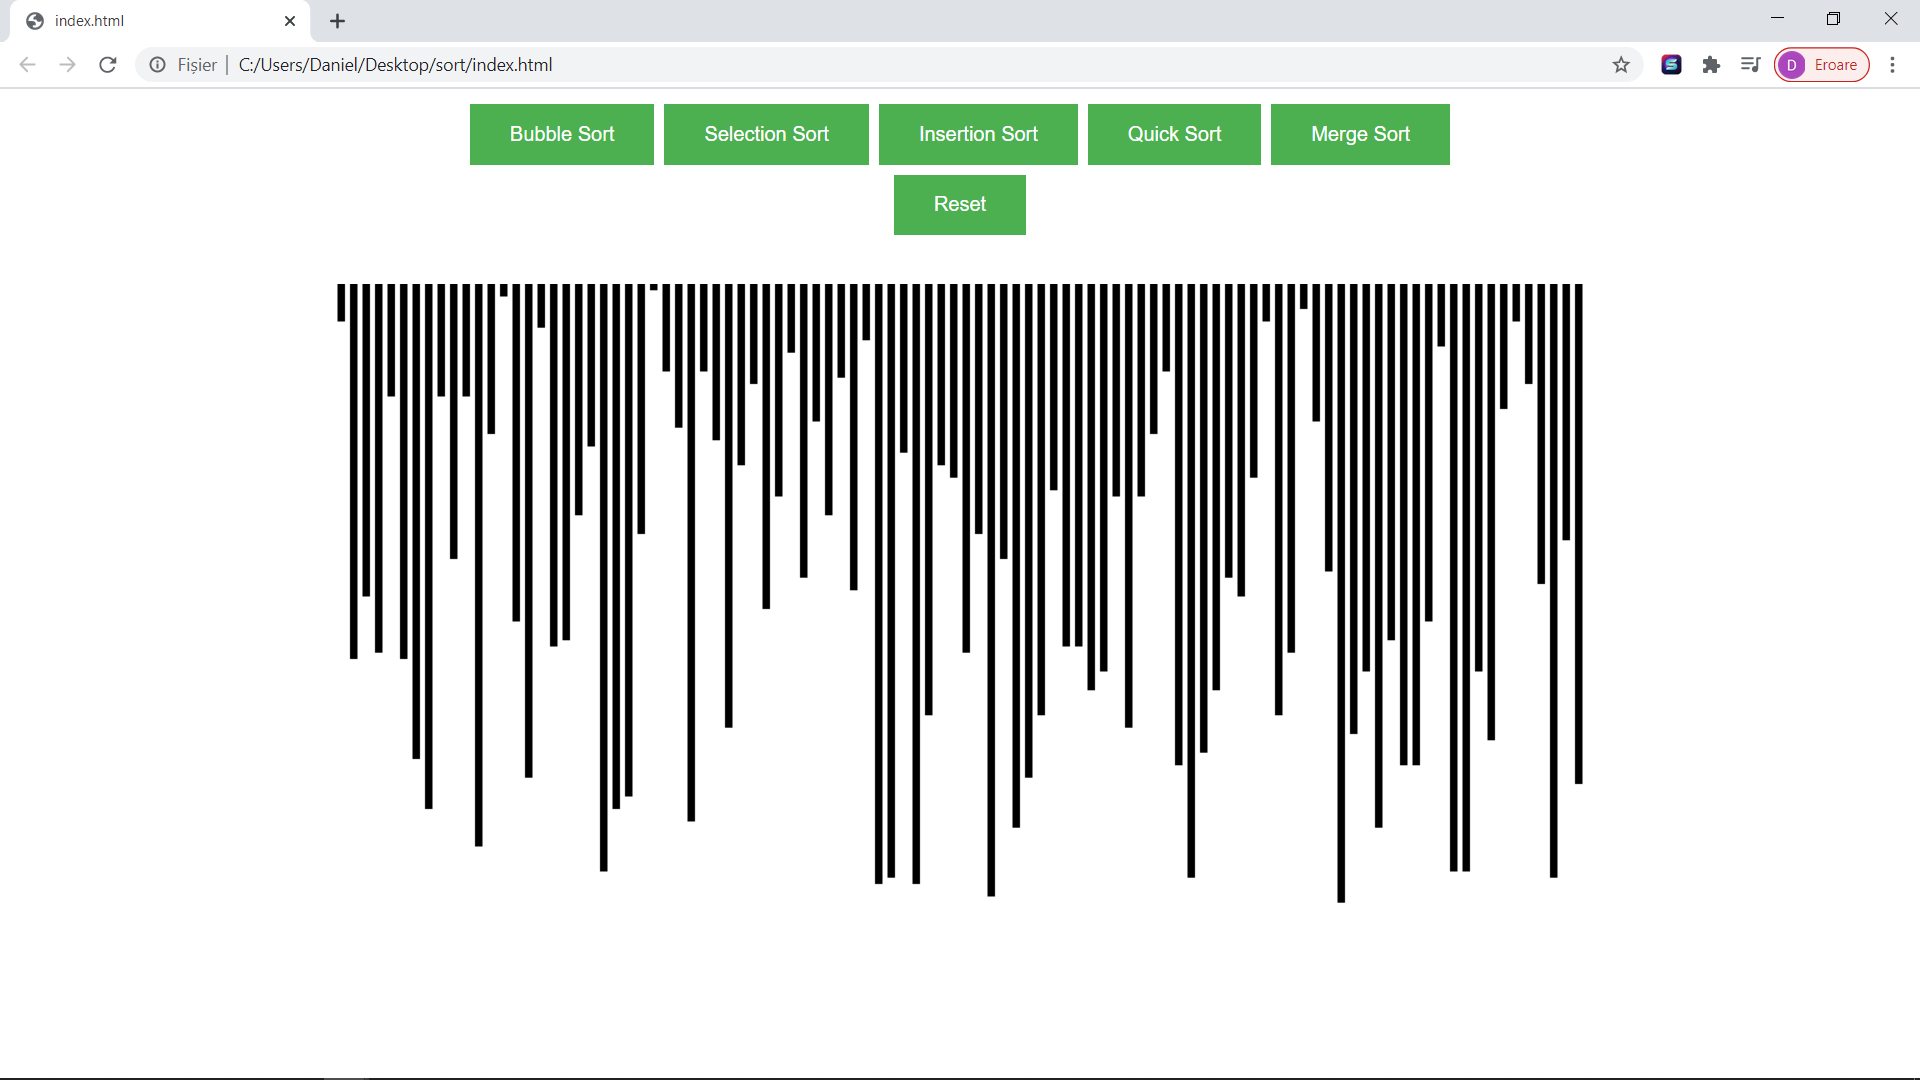 index.html
Fișier | C:/Users/Daniel/Desktop/sort/index.html
D Eroare
Bubble Sort Selection Sort Insertion Sort Quick Sort Merge Sort
Reset